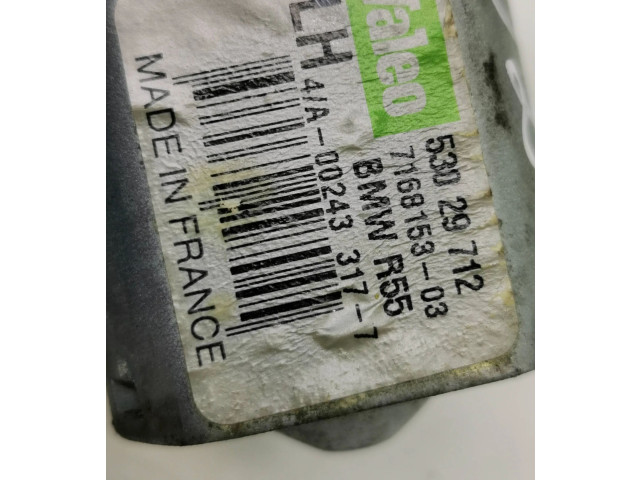 Valeo
530 29 712
7168153-03
BMW R55
LH 4/A-00243 317-7
MADE IN FRANCE